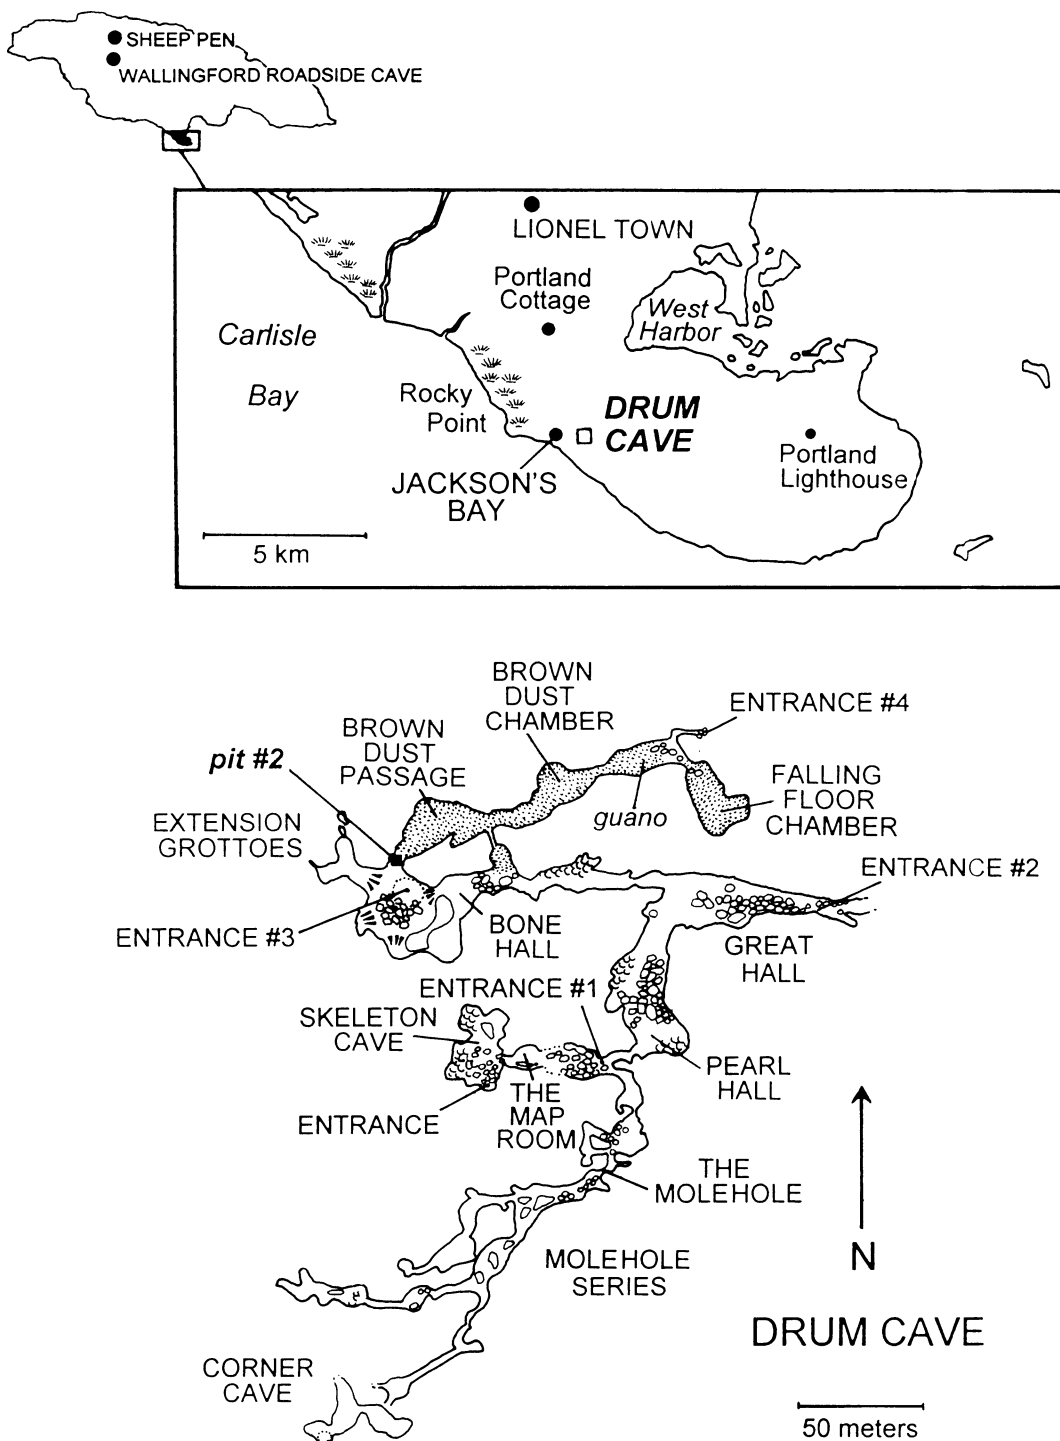 SHEEP PEN
WALLINGFORD ROADSIDE CAVE
LIONEL TOWN
Portland
Cottage
West
Harbor
Carlisle
Bay
Rocky
Point
DRUM
CAVE
Portland
Lighthouse
JACKSON'S
BAY
5 km
BROWN
DUST
CHAMBER
ENTRANCE #4
BROWN
DUST
PASSAGE
pit #2
FALLING
FLOOR
CHAMBER
guano
EXTENSION
GROTTOES
ENTRANCE #2
ENTRANCE #3
BONE
HALL
GREAT
HALL
ENTRANCE #1
SKELETON
CAVE
PEARL
HALL
ENTRANCE
THE
MAP
ROOM
THE
MOLEHOLE
MOLEHOLE
SERIES
N
DRUM CAVE
CORNER
CAVE
50 meters